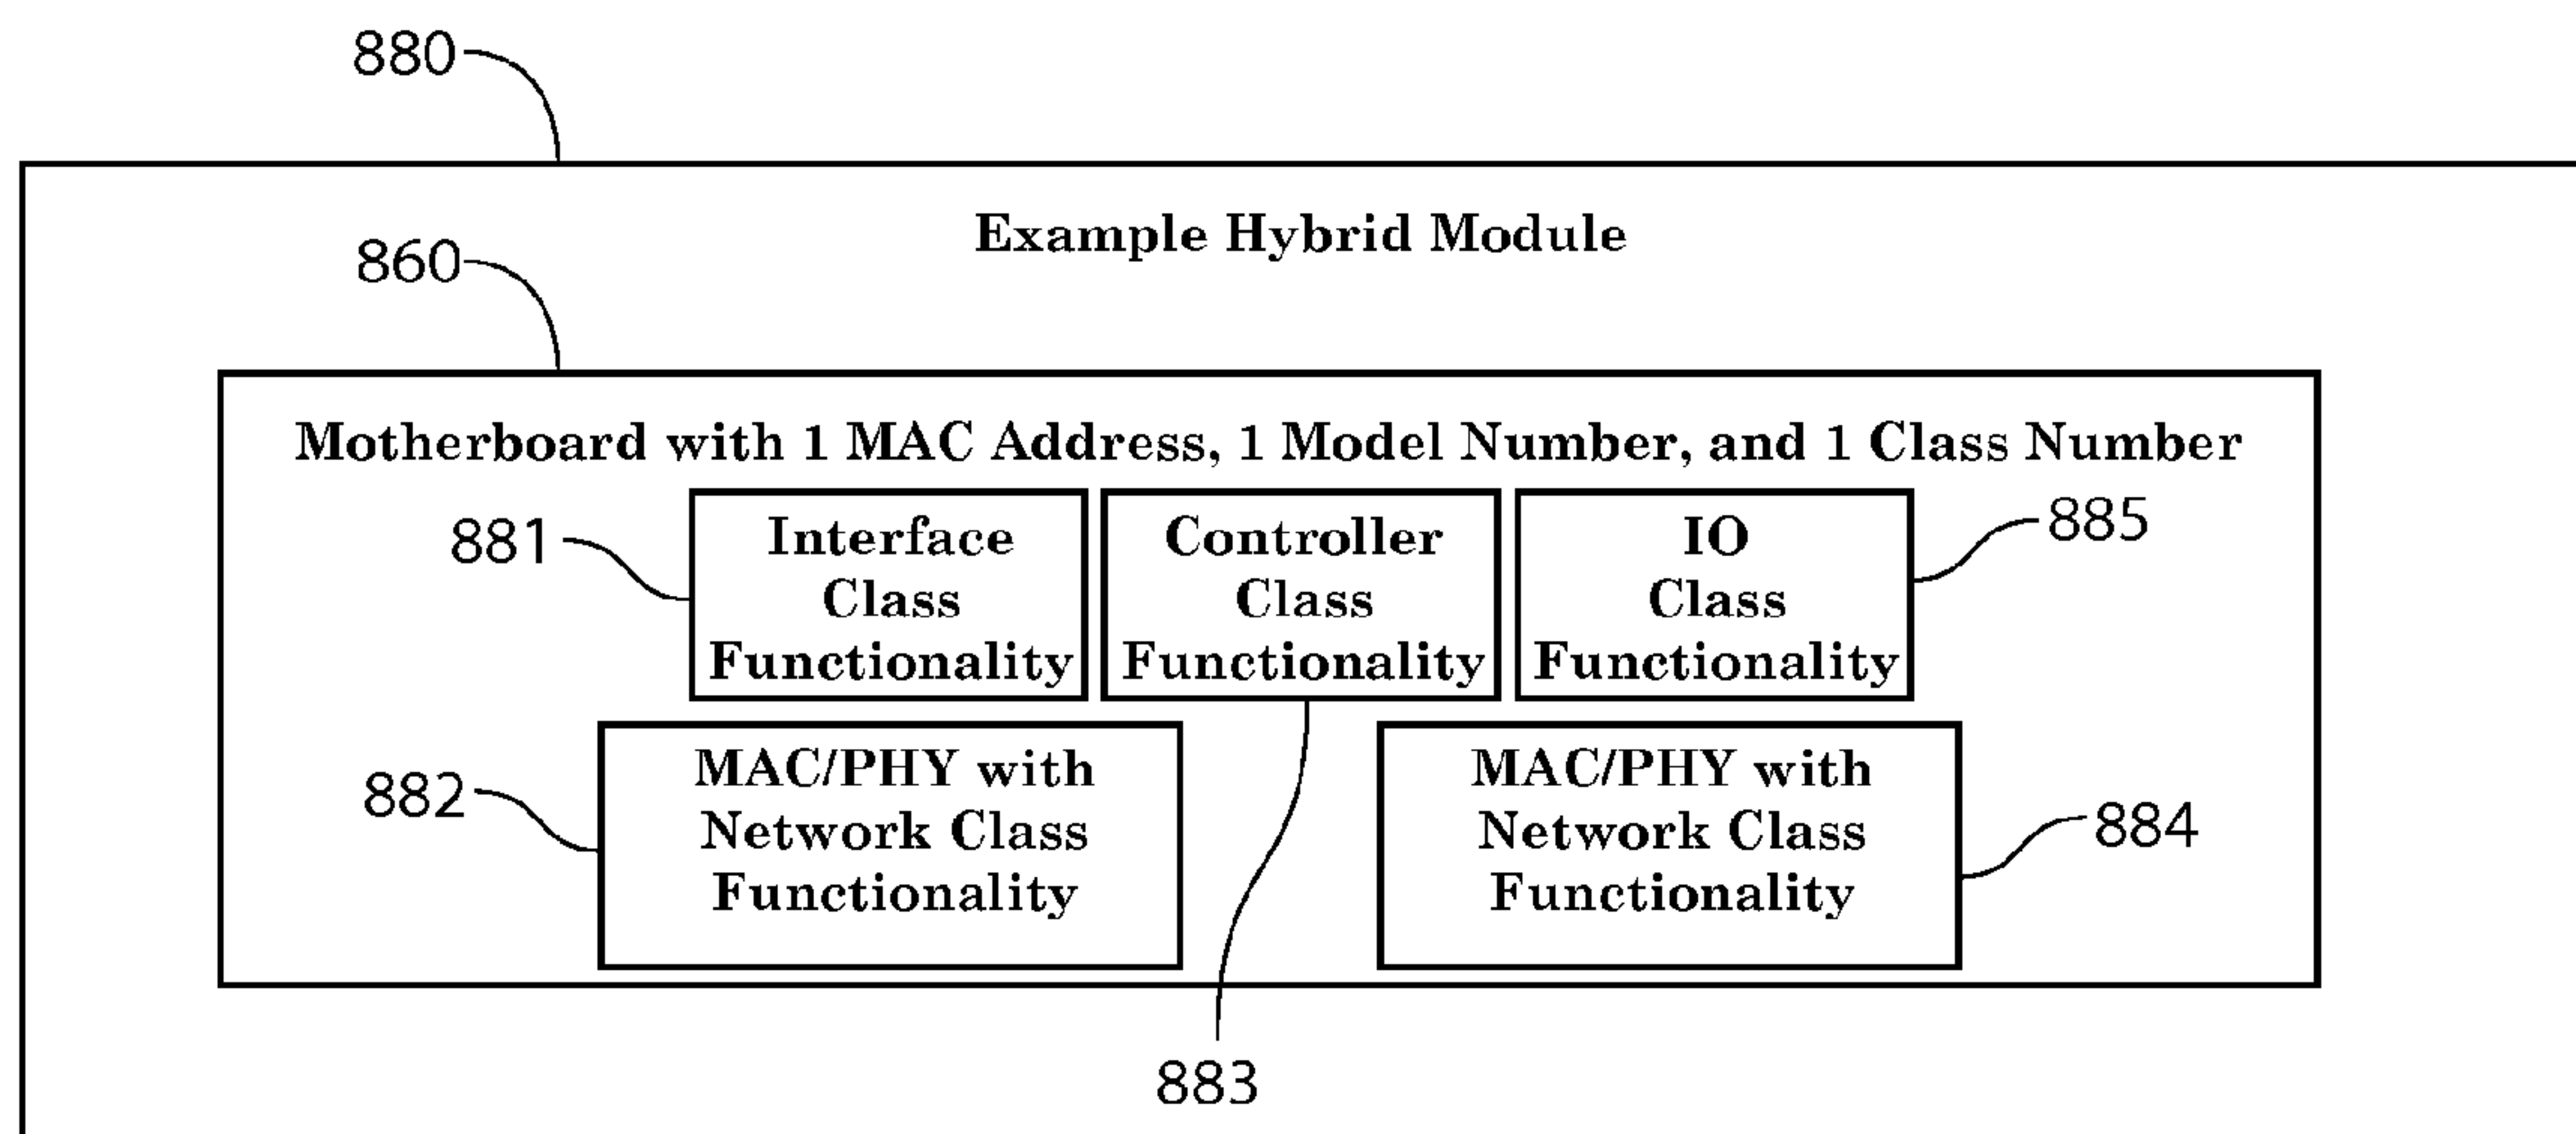 880
Example Hybrid Module
860
Motherboard with 1 MAC Address, 1 Model Number, and 1 Class Number
881
Interface
Class
Functionality
Controller
Class
Functionality
IO
Class
Functionality
885
882
MAC/PHY with
Network Class
Functionality
MAC/PHY with
Network Class
Functionality
884
883